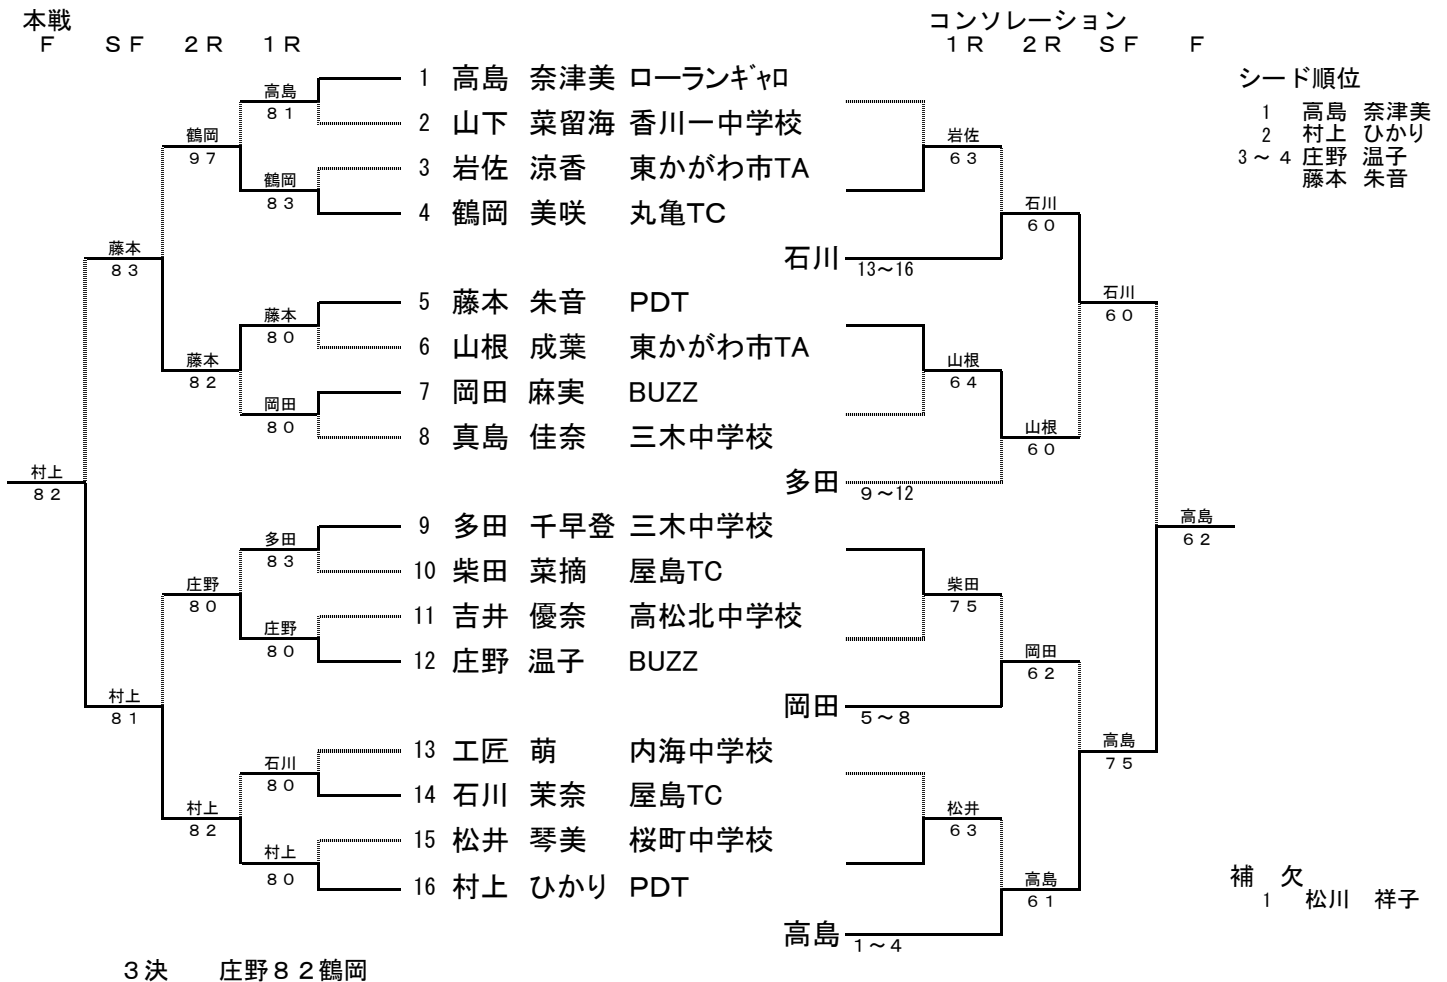 本戦 コンソレーション
F SF 2R 1R 1R 2R SF F
1 高島 奈津美 ローランギャロ
シード順位
高島
81
1 高島 奈津美
2 山下 菜留海 香川一中学校
鶴岡
97
岩佐
63
2 村上 ひかり
3 岩佐 涼香 東かがわ市TA
3～4 庄野 温子
鶴岡
83
藤本 朱音
4 鶴岡 美咲 丸亀TC
石川
60
藤本
83
石川 13～16
5 藤本 朱音 PDT
石川
60
藤本
80
6 山根 成葉 東かがわ市TA
藤本
82
山根
64
7 岡田 麻実 BUZZ
岡田
80
8 真島 佳奈 三木中学校
山根
60
村上
82
多田 9～12
9 多田 千早登 三木中学校
高島
62
多田
83
10 柴田 菜摘 屋島TC
庄野
80
柴田
75
11 吉井 優奈 高松北中学校
庄野
80
12 庄野 温子 BUZZ
岡田
62
村上
81
岡田 5～8
13 工匠 萌 内海中学校
高島
75
石川
80
14 石川 茉奈 屋島TC
村上
82
松井
63
15 松井 琴美 桜町中学校
村上
80
16 村上 ひかり PDT
高島
61
補 欠
1 松川 祥子
高島 1～4
3決 庄野82鶴岡